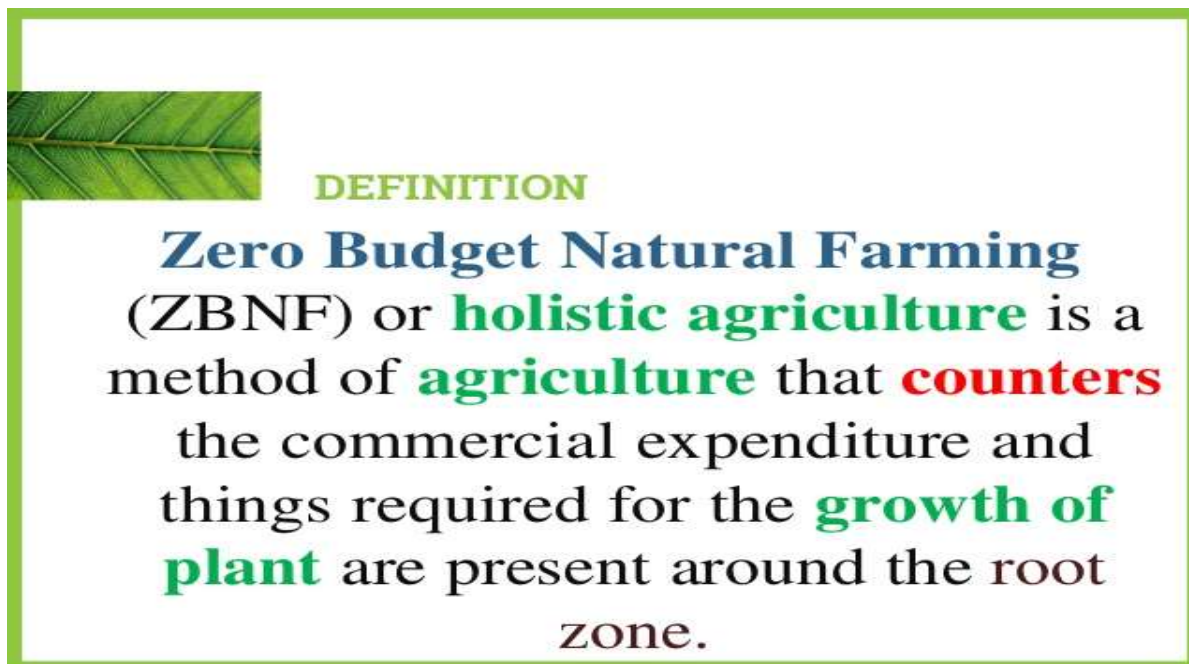 DEFINITION
Zero Budget Natural Farming
(ZBNF) or holistic agriculture is a
method of agriculture that counters
the commercial expenditure and
things required for the growth of
plant are present around the root
zone.